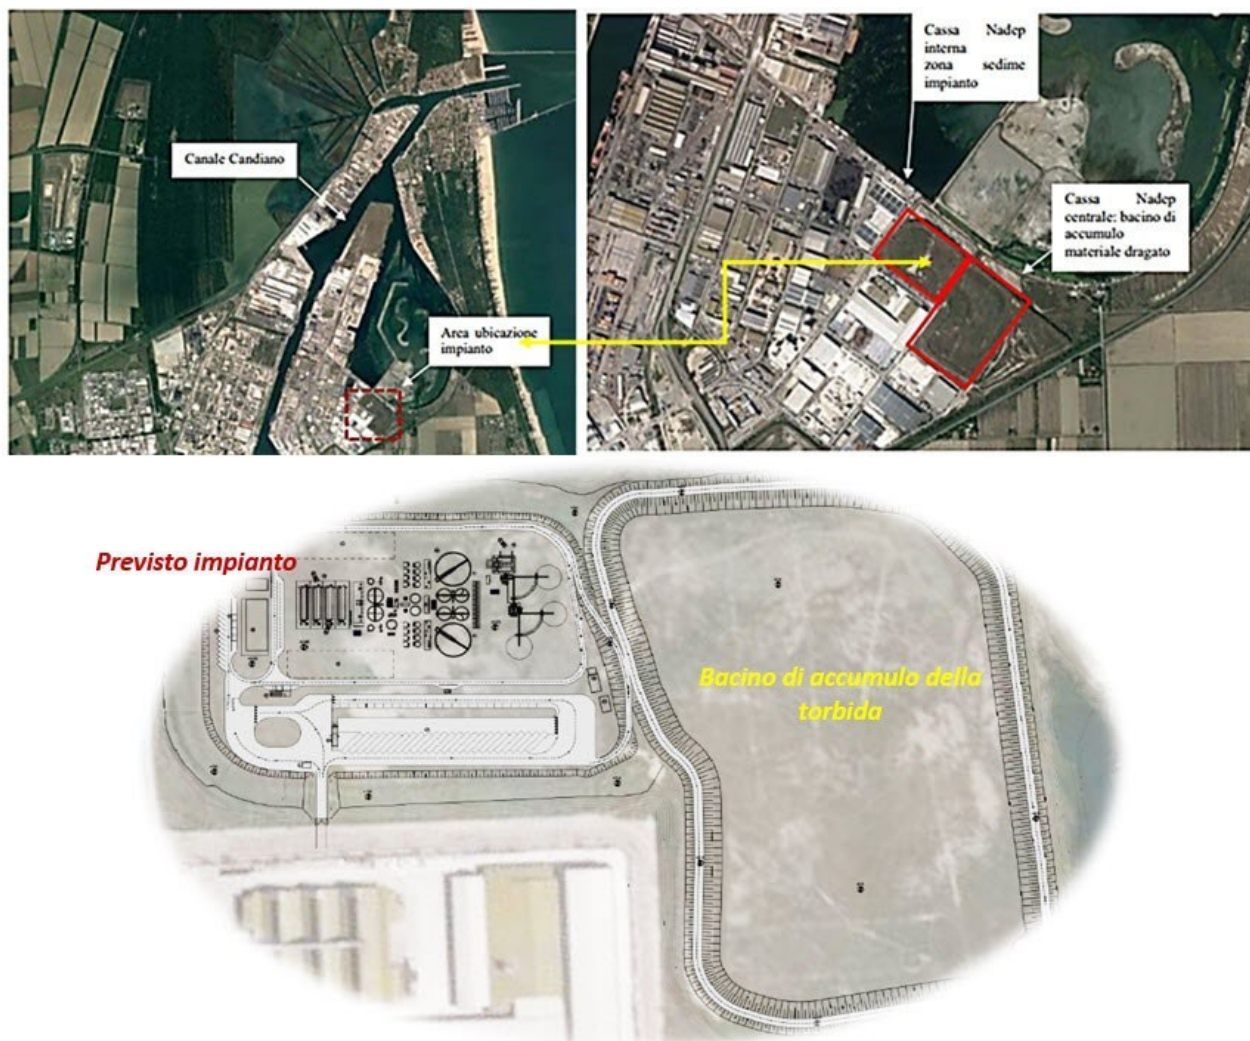 Canale Candiano
Area ubicazione
impianto
Cassa Nadep
interna
zona sedime
impianto
Cassa Nadep
centrale: bacino di
accumulo
materiale dragato
Previsto impianto
Bacino di accumulo della
torbida